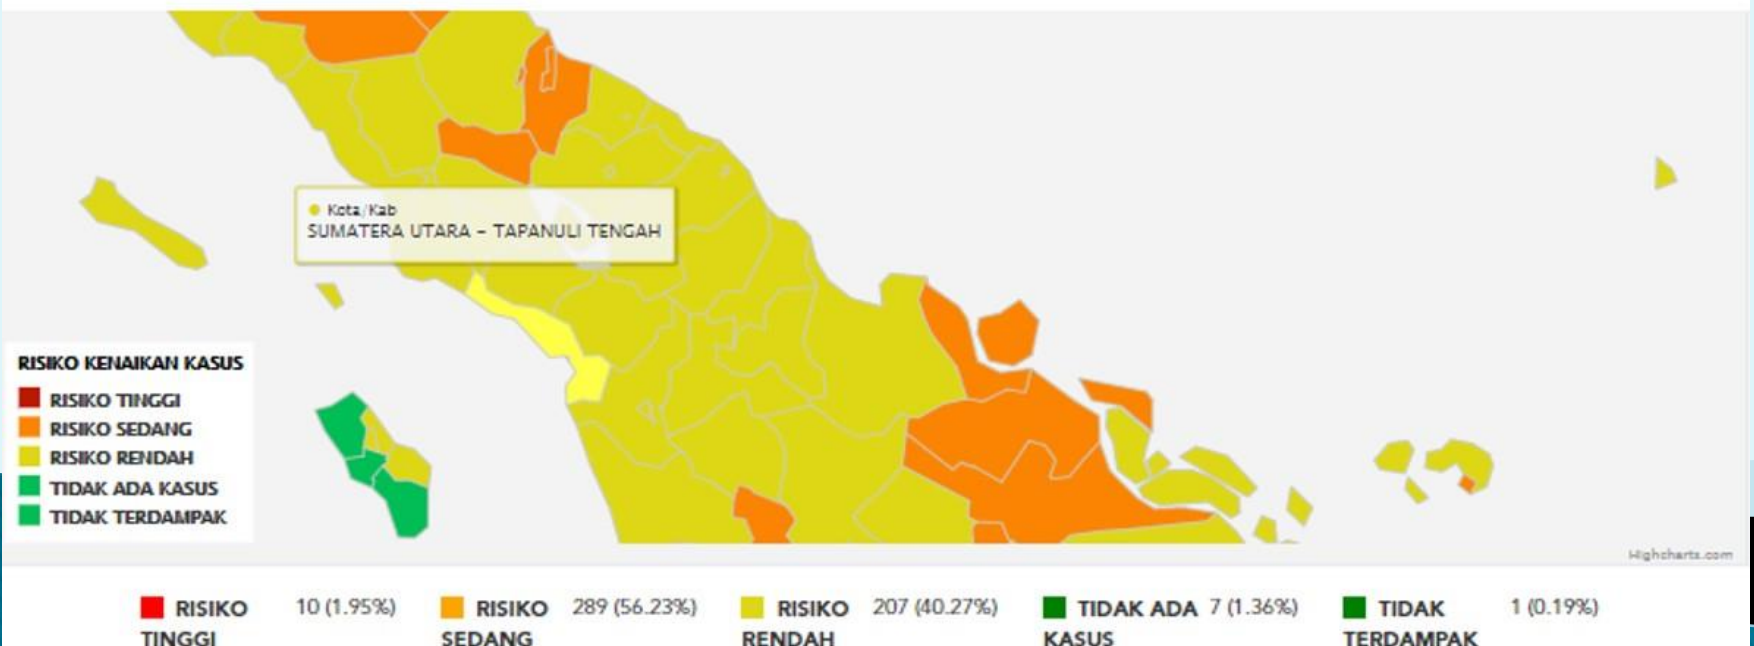 Kota/Kab
SUMATERA UTARA – TAPANULI TENGAH
RISIKO KENAIKAN KASUS
RISIKO TINGGI
RISIKO SEDANG
RISIKO RENDAH
TIDAK ADA KASUS
TIDAK TERDAMPAK
Highcharts.com
RISIKO 10 (1.95%) RISIKO 289 (56.23%) RISIKO 207 (40.27%) TIDAK ADA 7 (1.36%) TIDAK 1 (0.19%)
TINGGI SEDANG RENDAH KASUS TERDAMPAK